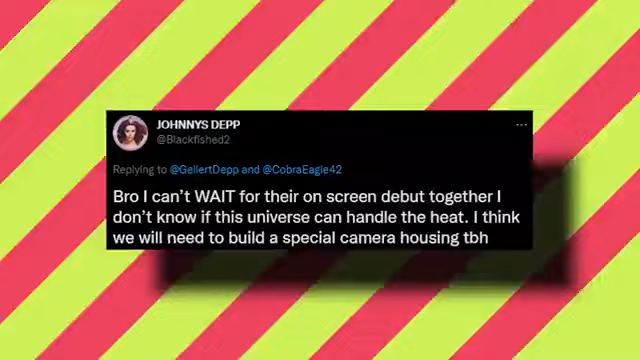 JOHNNYS DEPP
@Blackfished2
Replying to @GellertDepp and @CobraEagle42
Bro I can't WAIT for their on screen debut together I
don't know if this universe can handle the heat. I think
we will need to build a special camera housing tbh